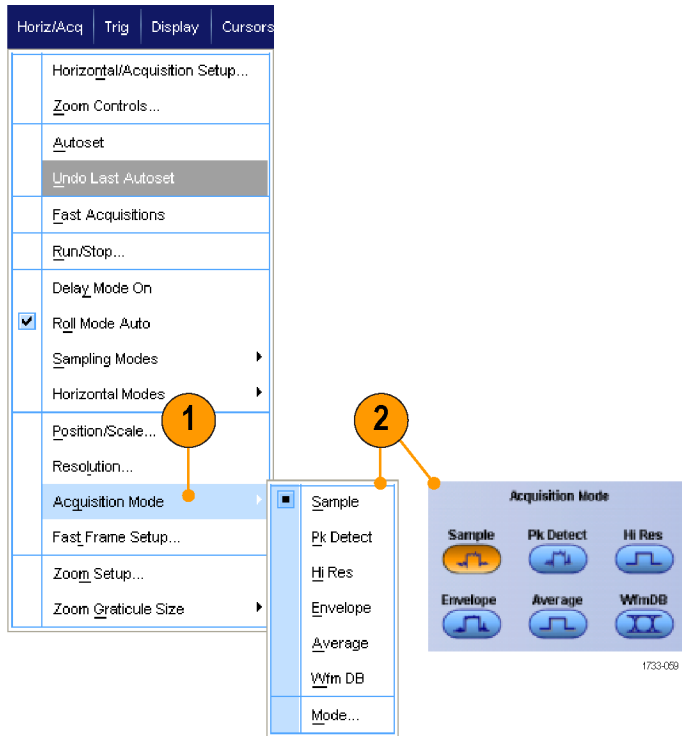 Horiz/Acq Trig Display Cursors
Horizontal/Acquisition Setup...
Zoom Controls...
Autoset
Undo Last Autoset
Fast Acquisitions
Run/Stop...
Delay Mode On
Roll Mode Auto
Sampling Modes
Horizontal Modes
Position/Scale...
Resolution...
Acquisition Mode
Fast Frame Setup...
Zoom Setup...
Zoom Graticule Size
1
2
Sample
Pk Detect
Hi Res
Envelope
Average
Wfm DB
Mode...
Acquisition Mode
Sample Pk Detect Hi Res
Envelope Average WfmDB
1733-059